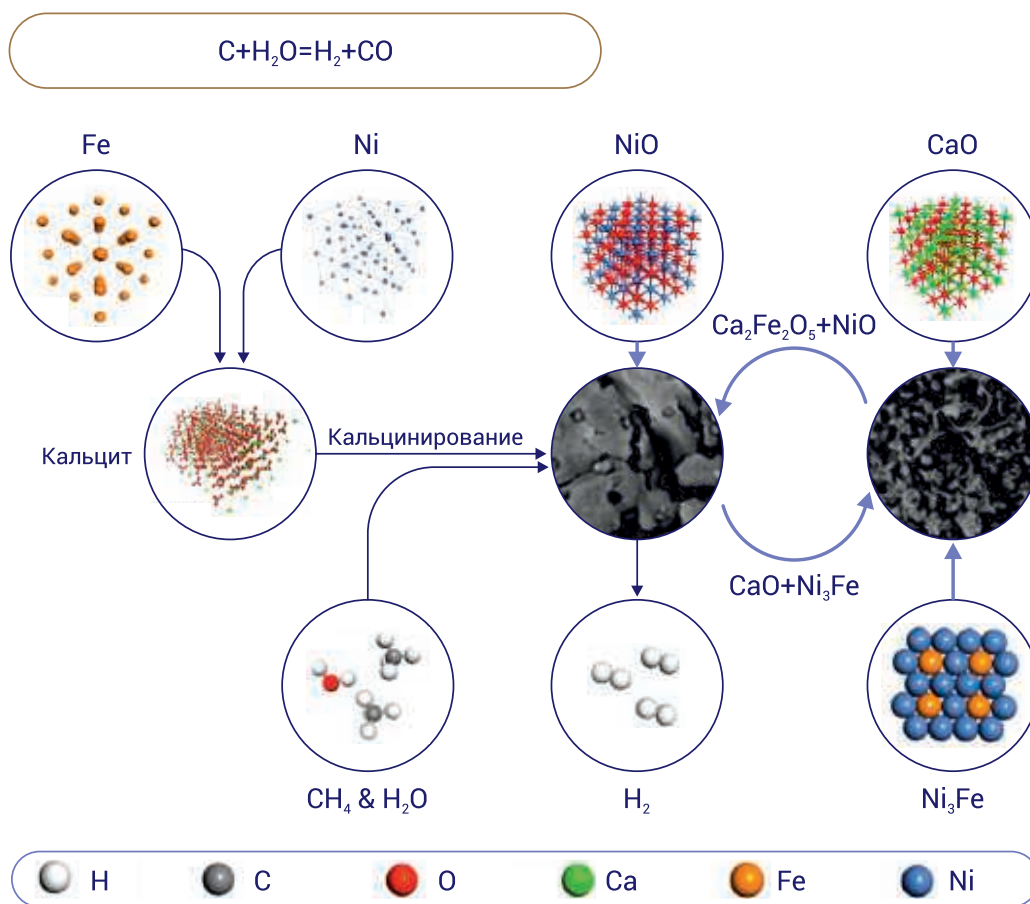 C+H₂O=H₂+CO
Fe
Ni
NiO
CaO
Ca₂Fe₂O₅+NiO
Кальцит
Кальцинирование
CaO+Ni₃Fe
CH₄ & H₂O
H₂
Ni₃Fe
H
C
O
Ca
Fe
Ni